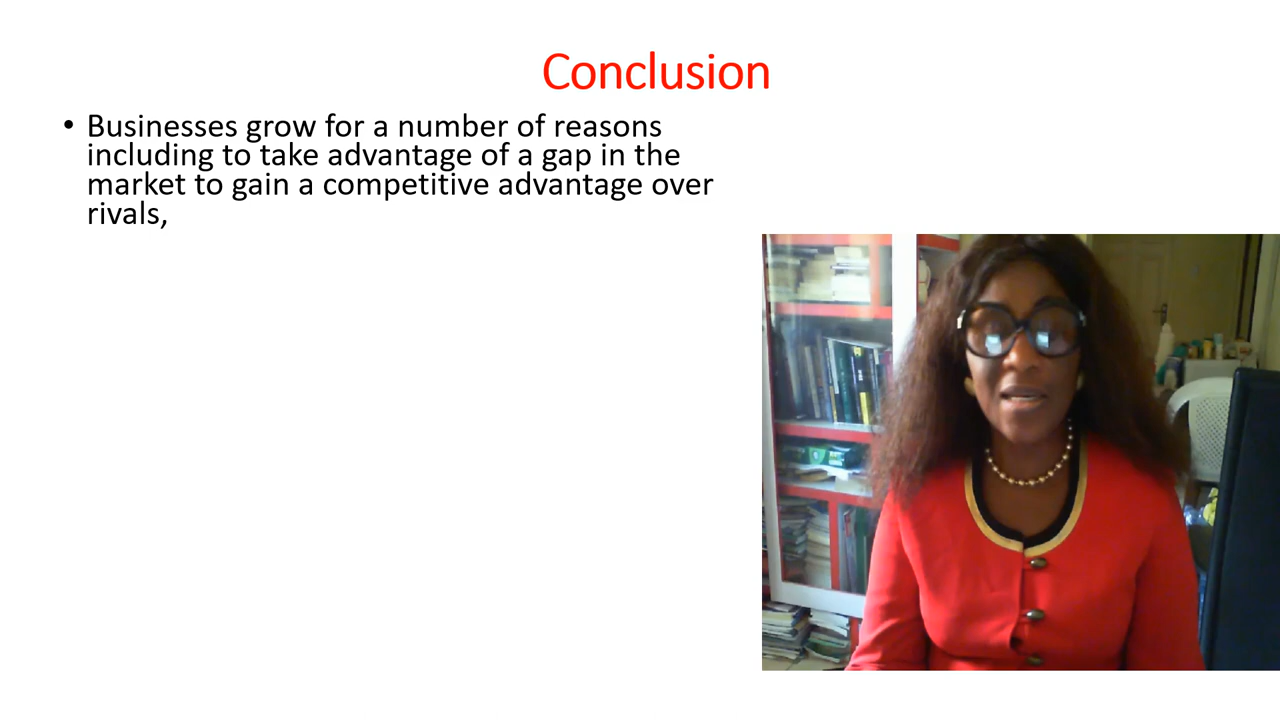 Conclusion
• Businesses grow for a number of reasons
including to take advantage of a gap in the
market to gain a competitive advantage over
rivals,